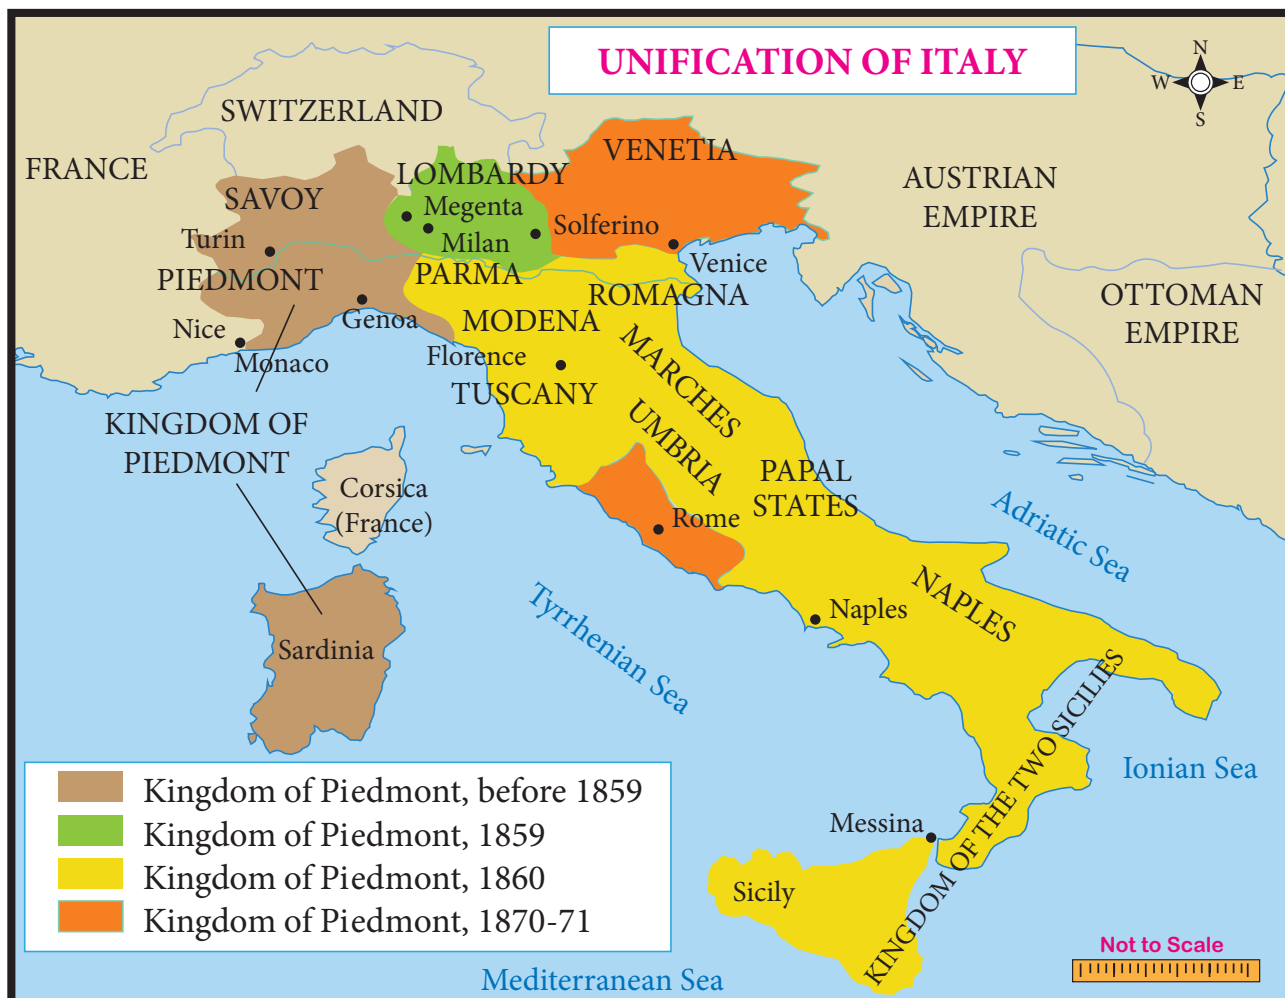 UNIFICATION OF ITALY
N
W E
S
SWITZERLAND
FRANCE
LOMBARDY
VENETIA
AUSTRIAN
EMPIRE
SAVOY
Megenta
Turin
Milan
Solferino
Venice
PIEDMONT
PARMA
ROMAGNA
OTTOMAN
EMPIRE
Nice
Genoa
MODENA
Monaco
Florence
TUSCANY
MARCHES
UMBRIA
KINGDOM OF
PIEDMONT
PAPAL
STATES
Corsica
(France)
Rome
Adriatic Sea
Tyrrhenian Sea
NAPLES
Naples
Sardinia
KINGDOM OF THE TWO SICILIES
Ionian Sea
Messina
Sicily
Kingdom of Piedmont, before 1859
Kingdom of Piedmont, 1859
Kingdom of Piedmont, 1860
Kingdom of Piedmont, 1870-71
Not to Scale
Mediterranean Sea